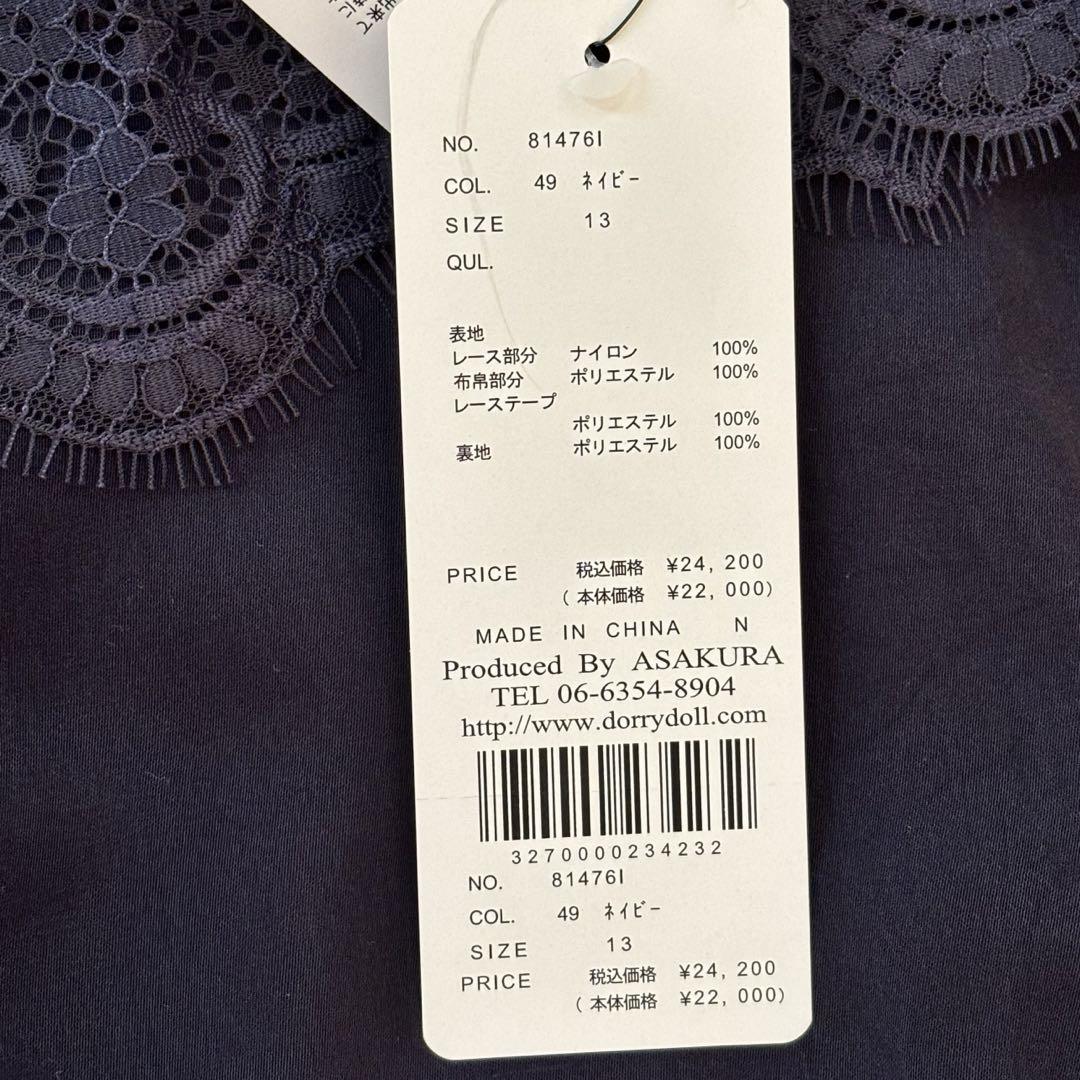 NO. 81476I
COL. 49 ﾈｲﾋﾞｰ
SIZE 13
QUL.
表地
レース部分 ナイロン 100%
布帛部分 ポリエステル 100%
レーステープ
ポリエステル 100%
裏地 ポリエステル 100%
PRICE 税込価格 ¥24, 200
( 本体価格 ¥22, 000)
MADE IN CHINA N
Produced By ASAKURA
TEL 06-6354-8904
http://www.dorrydoll.com
3270000234232
NO. 81476I
COL. 49 ﾈｲﾋﾞｰ
SIZE 13
PRICE 税込価格 ¥24, 200
( 本体価格 ¥22, 000)